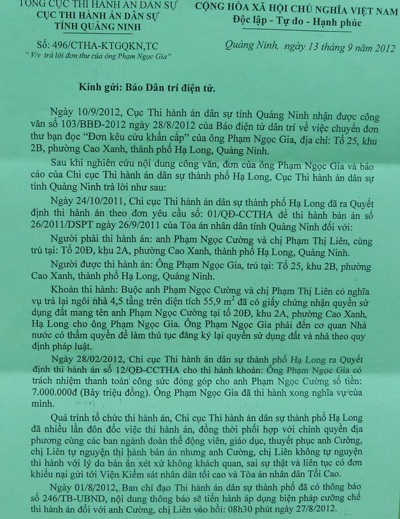 TỔNG CỤC THI HÀNH ÁN DÂN SỰ
CỤC THI HÀNH ÁN DÂN SỰ
TỈNH QUẢNG NINH
Số: 496/CTHA-KTGQKN,TC
"V/v trả lời đơn thư của ông Phạm Ngọc Gia"
CỘNG HÒA XÃ HỘI CHỦ NGHĨA VIỆT NAM
Độc lập - Tự do - Hạnh phúc
Quảng Ninh, ngày 13 tháng 9 năm 2012
Kính gửi: Báo Dân trí điện tử.
Ngày 10/9/2012, Cục Thi hành án dân sự tỉnh Quảng Ninh nhận được công
văn số 103/BBĐ-2012 ngày 28/8/2012 của Báo điện tử dân trí về việc chuyển đơn
thư bạn đọc "Đơn kêu cứu khẩn cấp" của ông Phạm Ngọc Gia, địa chỉ: Tổ 25, khu
2B, phường Cao Xanh, thành phố Hạ Long, Quảng Ninh.
Sau khi nghiên cứu nội dung công văn, đơn của ông Phạm Ngọc Gia và báo
cáo của Chi cục Thi hành án dân sự thành phố Hạ Long, Cục Thi hành án dân sự
tỉnh Quảng Ninh trả lời như sau:
Ngày 24/10/2011, Chi cục Thi hành án dân sự thành phố Hạ Long đã ra Quyết
định thi hành án theo đơn yêu cầu số: 01/QĐ-CCTHA để thi hành bản án số
26/2011/DSPT ngày 26/9/2011 của Tòa án nhân dân tỉnh Quảng Ninh đối với:
Người phải thi hành án: anh Phạm Ngọc Cường và chị Phạm Thị Liên, cùng
trú tại: Tổ 20Đ, khu 2A, phường Cao Xanh, thành phố Hạ Long, Quảng Ninh.
Người được thi hành án: Ông Phạm Ngọc Gia, trú tại: Tổ 25, khu 2B, phường
Cao Xanh, thành phố Hạ Long, Quảng Ninh.
Khoản thi hành: Buộc anh Phạm Ngọc Cường và chị Phạm Thị Liên có nghĩa
vụ trả lại ngôi nhà 4,5 tầng trên diện tích 55,9 m2 đã có giấy chứng nhận quyền sử
dụng đất mang tên anh Phạm Ngọc Cường tại tổ 20Đ, khu 2A, phường Cao Xanh,
Hạ Long cho ông Phạm Ngọc Gia. Ông Phạm Ngọc Gia phải đến cơ quan Nhà
nước có thẩm quyền để làm thủ tục đăng ký lại quyền sử dụng đất và nhà theo quy
định pháp luật.
Ngày 28/02/2012, Chi cục Thi hành án dân sự thành phố Hạ Long ra Quyết
định thi hành án số 12/QĐ-CCTHA cho thi hành khoản: Ông Phạm Ngọc Gia có
trách nhiệm thanh toán công sức đóng góp cho anh Phạm Ngọc Cường số tiền:
7.000.000đ (Bảy triệu đồng). Ông Phạm Ngọc Gia đã thi hành xong nghĩa vụ của
mình.
Quá trình tổ chức thi hành án, Chi cục Thi hành án dân sự thành phố Hạ Long
đã nhiều lần đôn đốc việc thi hành án, đồng thời phối hợp với chính quyền địa
phương cùng các ban ngành đoàn thể động viên, giáo dục, thuyết phục anh Cường,
chị Liên tự nguyện thi hành bản án nhưng anh Cường, chị Liên không tự nguyện
thi hành với lý do bản án xét xử không khách quan, sai sự thật và liên tục có đơn
khiếu nại gửi tới Viện Kiểm sát nhân dân tối cao và Tòa án nhân dân Tối Cao.
Ngày 01/8/2012, Ban chỉ đạo Thi hành án dân sự thành phố đã có thông báo
số 246/TB-UBND, nội dung thông báo sẽ tiến hành áp dụng biện pháp cưỡng chế
thi hành án đối với anh Cường, chị Liên vào hồi: 08h30 phút ngày 27/8/2012.